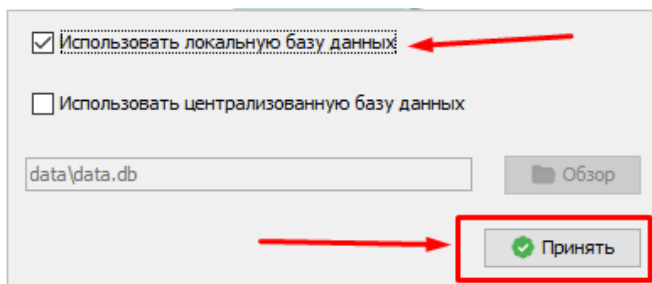 Использовать локальную базу данных
Использовать централизованную базу данных
data\data.db
Обзор
Принять